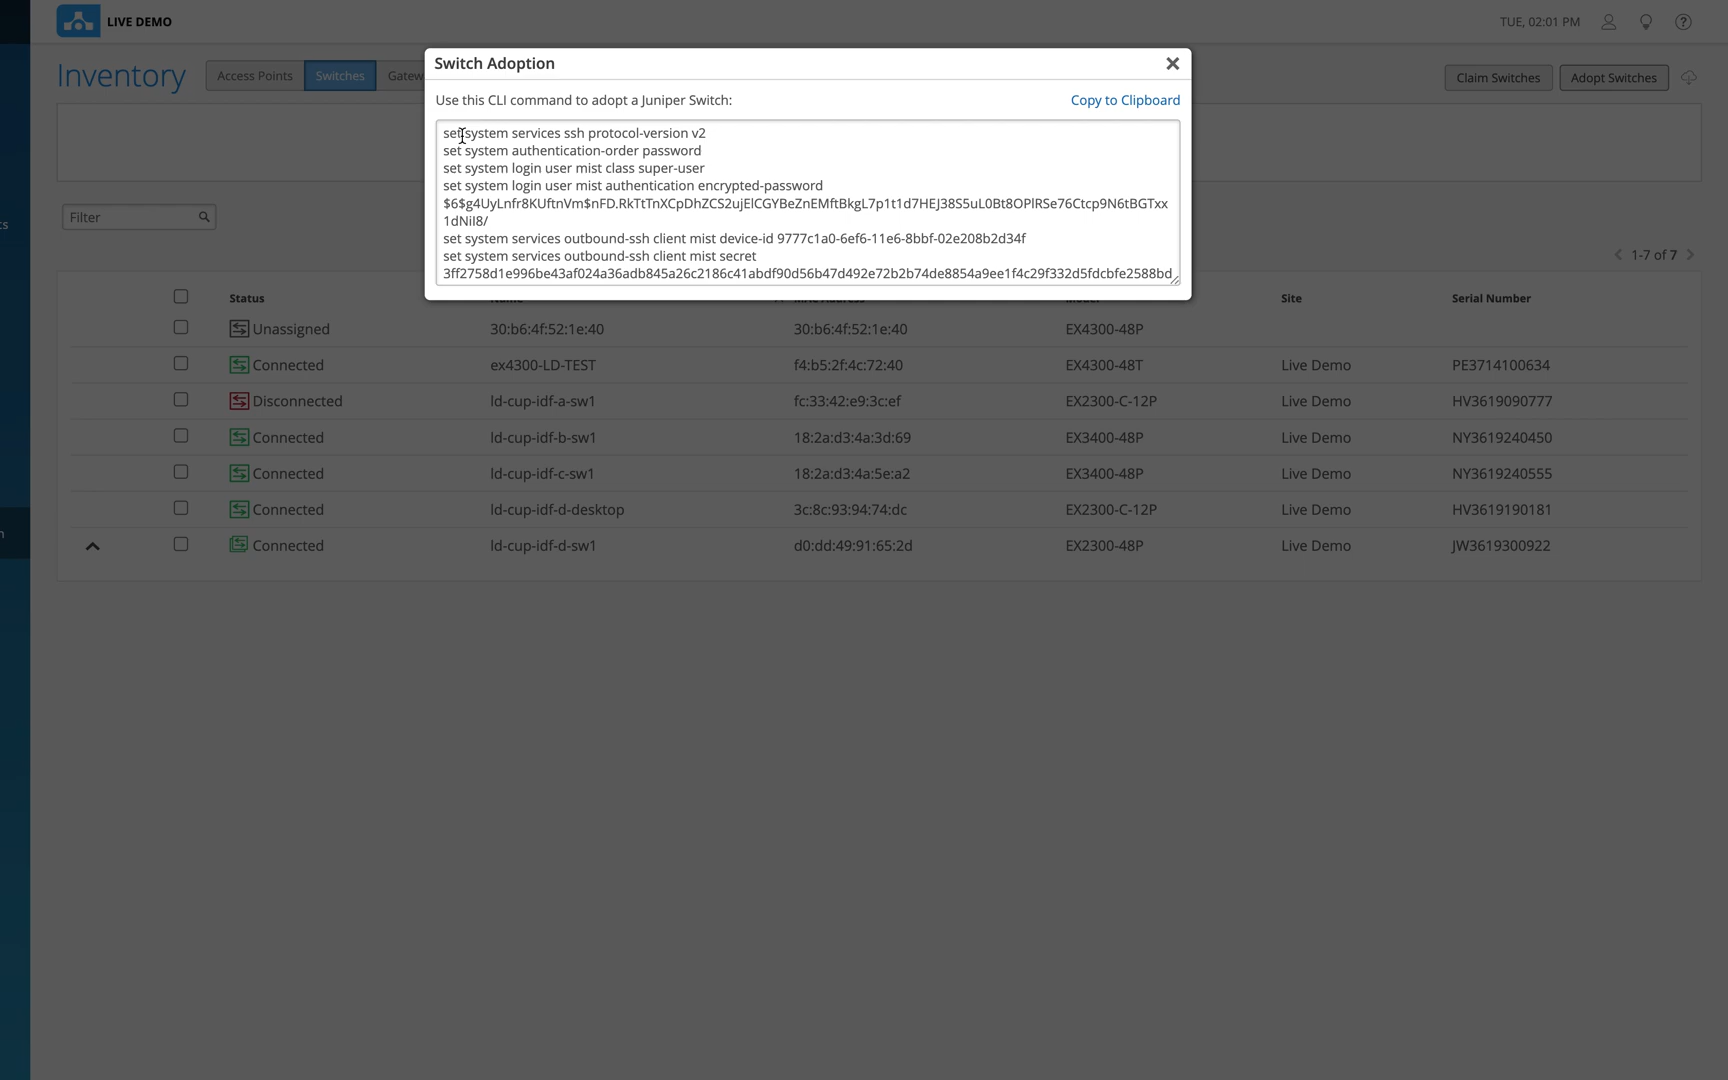 LIVE DEMO
TUE, 02:01 PM
Inventory
Access Points
Switches
Gatew
Claim Switches
Adopt Switches
Switch Adoption
Use this CLI command to adopt a Juniper Switch:
Copy to Clipboard
set system services ssh protocol-version v2
set system authentication-order password
set system login user mist class super-user
set system login user mist authentication encrypted-password
$6$g4UyLnfr8KUftnVm$nFD.RkTtTnXCpDhZCS2ujElCGYBeZnEMftBkgL7p1t1d7HEJ38S5uL0Bt8OPlRSe76Ctcp9N6tBGTxx
1dNil8/
set system services outbound-ssh client mist device-id 9777c1a0-6ef6-11e6-8bbf-02e208b2d34f
set system services outbound-ssh client mist secret
3ff2758d1e996be43af024a36adb845a26c2186c41abdf90d56b47d492e72b2b74de8854a9ee1f4c29f332d5fdcbfe2588bd
cs
Filter
1-7 of 7
Status Site Serial Number
Unassigned 30:b6:4f:52:1e:40 30:b6:4f:52:1e:40 EX4300-48P
Connected ex4300-LD-TEST f4:b5:2f:4c:72:40 EX4300-48T Live Demo PE3714100634
Disconnected ld-cup-idf-a-sw1 fc:33:42:e9:3c:ef EX2300-C-12P Live Demo HV3619090777
Connected ld-cup-idf-b-sw1 18:2a:d3:4a:3d:69 EX3400-48P Live Demo NY3619240450
Connected ld-cup-idf-c-sw1 18:2a:d3:4a:5e:a2 EX3400-48P Live Demo NY3619240555
Connected ld-cup-idf-d-desktop 3c:8c:93:94:74:dc EX2300-C-12P Live Demo HV3619190181
n
Connected ld-cup-idf-d-sw1 d0:dd:49:91:65:2d EX2300-48P Live Demo JW3619300922